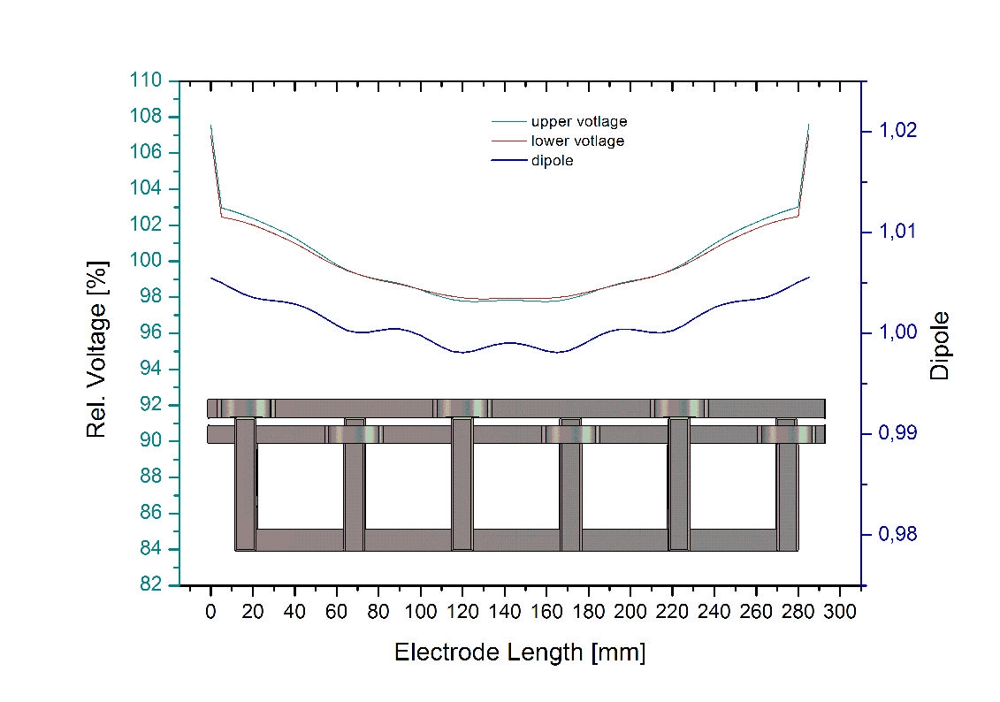 110
108
106
104
102
100
98
96
94
92
90
88
86
84
82
Rel. Voltage [%]
upper votlage
lower votlage
dipole
1,02
1,01
1,00
0,99
0,98
Dipole
0 20 40 60 80 100 120 140 160 180 200 220 240 260 280 300
Electrode Length [mm]